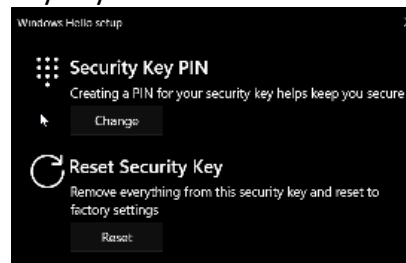 Windows Hello setup
Security Key PIN
Creating a PIN for your security key helps keep you secure
Change
Reset Security Key
Remove everything from this security key and reset to
factory settings
Reset